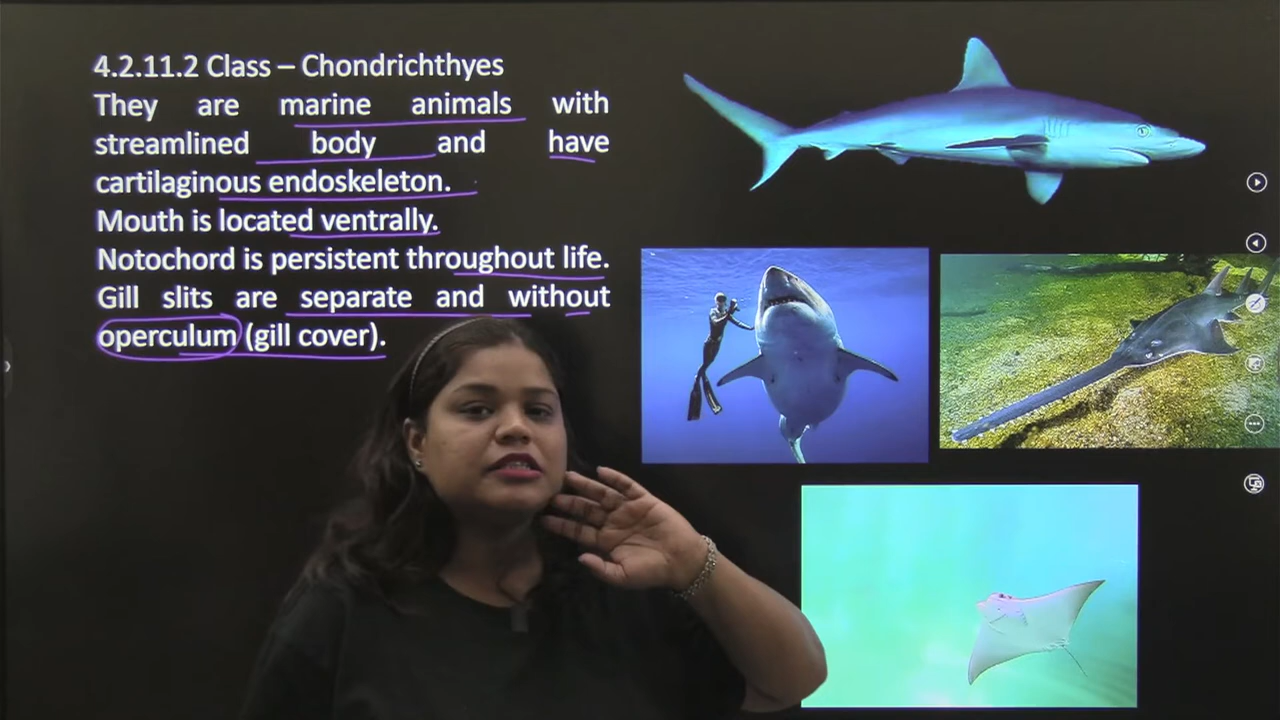 4.2.11.2 Class – Chondrichthyes
They are marine animals with
streamlined body and have
cartilaginous endoskeleton.
Mouth is located ventrally.
Notochord is persistent throughout life.
Gill slits are separate and without
operculum (gill cover).